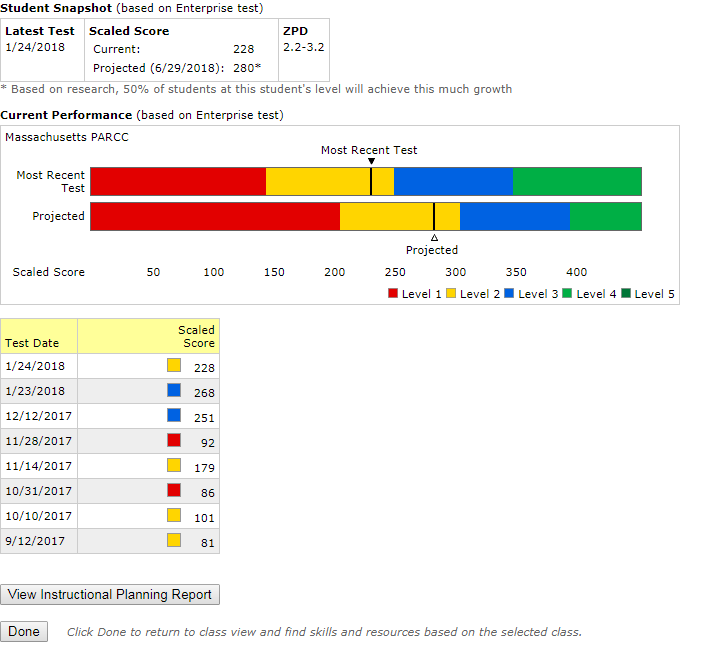 Student Snapshot (based on Enterprise test)
Latest Test Scaled Score ZPD
1/24/2018 Current: 228 2.2-3.2
Projected (6/29/2018): 280*
* Based on research, 50% of students at this student's level will achieve this much growth
Current Performance (based on Enterprise test)
Massachusetts PARCC
Most Recent Test
Most Recent
Test
Projected
Projected
Scaled Score 50 100 150 200 250 300 350 400
Level 1 Level 2 Level 3 Level 4 Level 5
Test Date Scaled
Score
1/24/2018 228
1/23/2018 268
12/12/2017 251
11/28/2017 92
11/14/2017 179
10/31/2017 86
10/10/2017 101
9/12/2017 81
View Instructional Planning Report
Done Click Done to return to class view and find skills and resources based on the selected class.